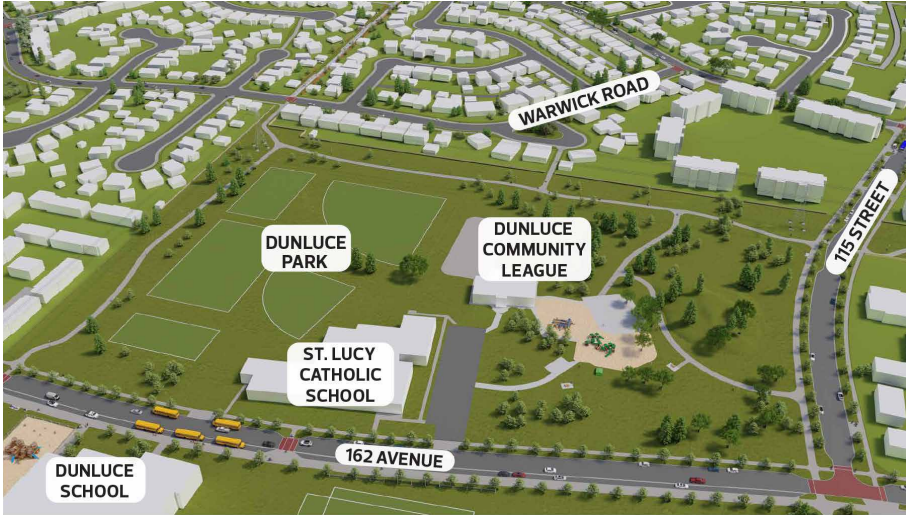 WARWICK ROAD
115 STREET
DUNLUCE
PARK
DUNLUCE
COMMUNITY
LEAGUE
ST. LUCY
CATHOLIC
SCHOOL
162 AVENUE
DUNLUCE
SCHOOL